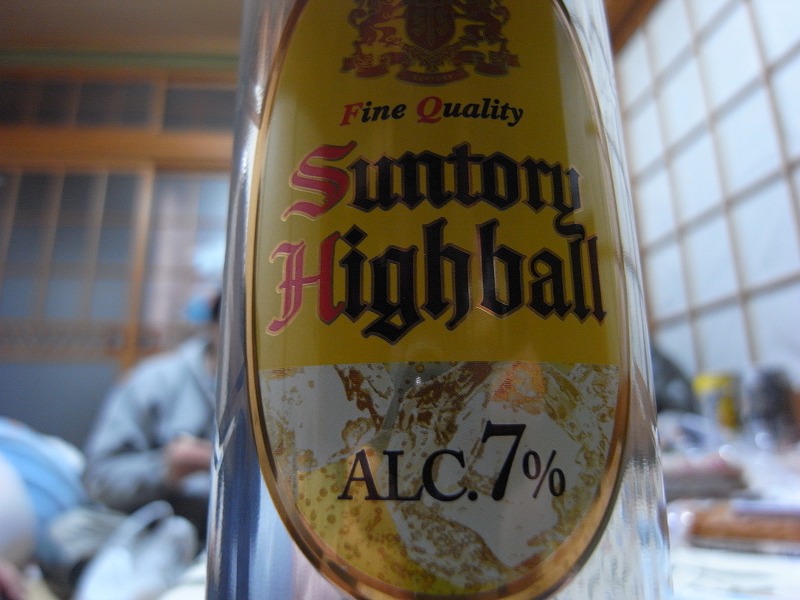 Fine Quality
Suntory
Highball
ALC.7%